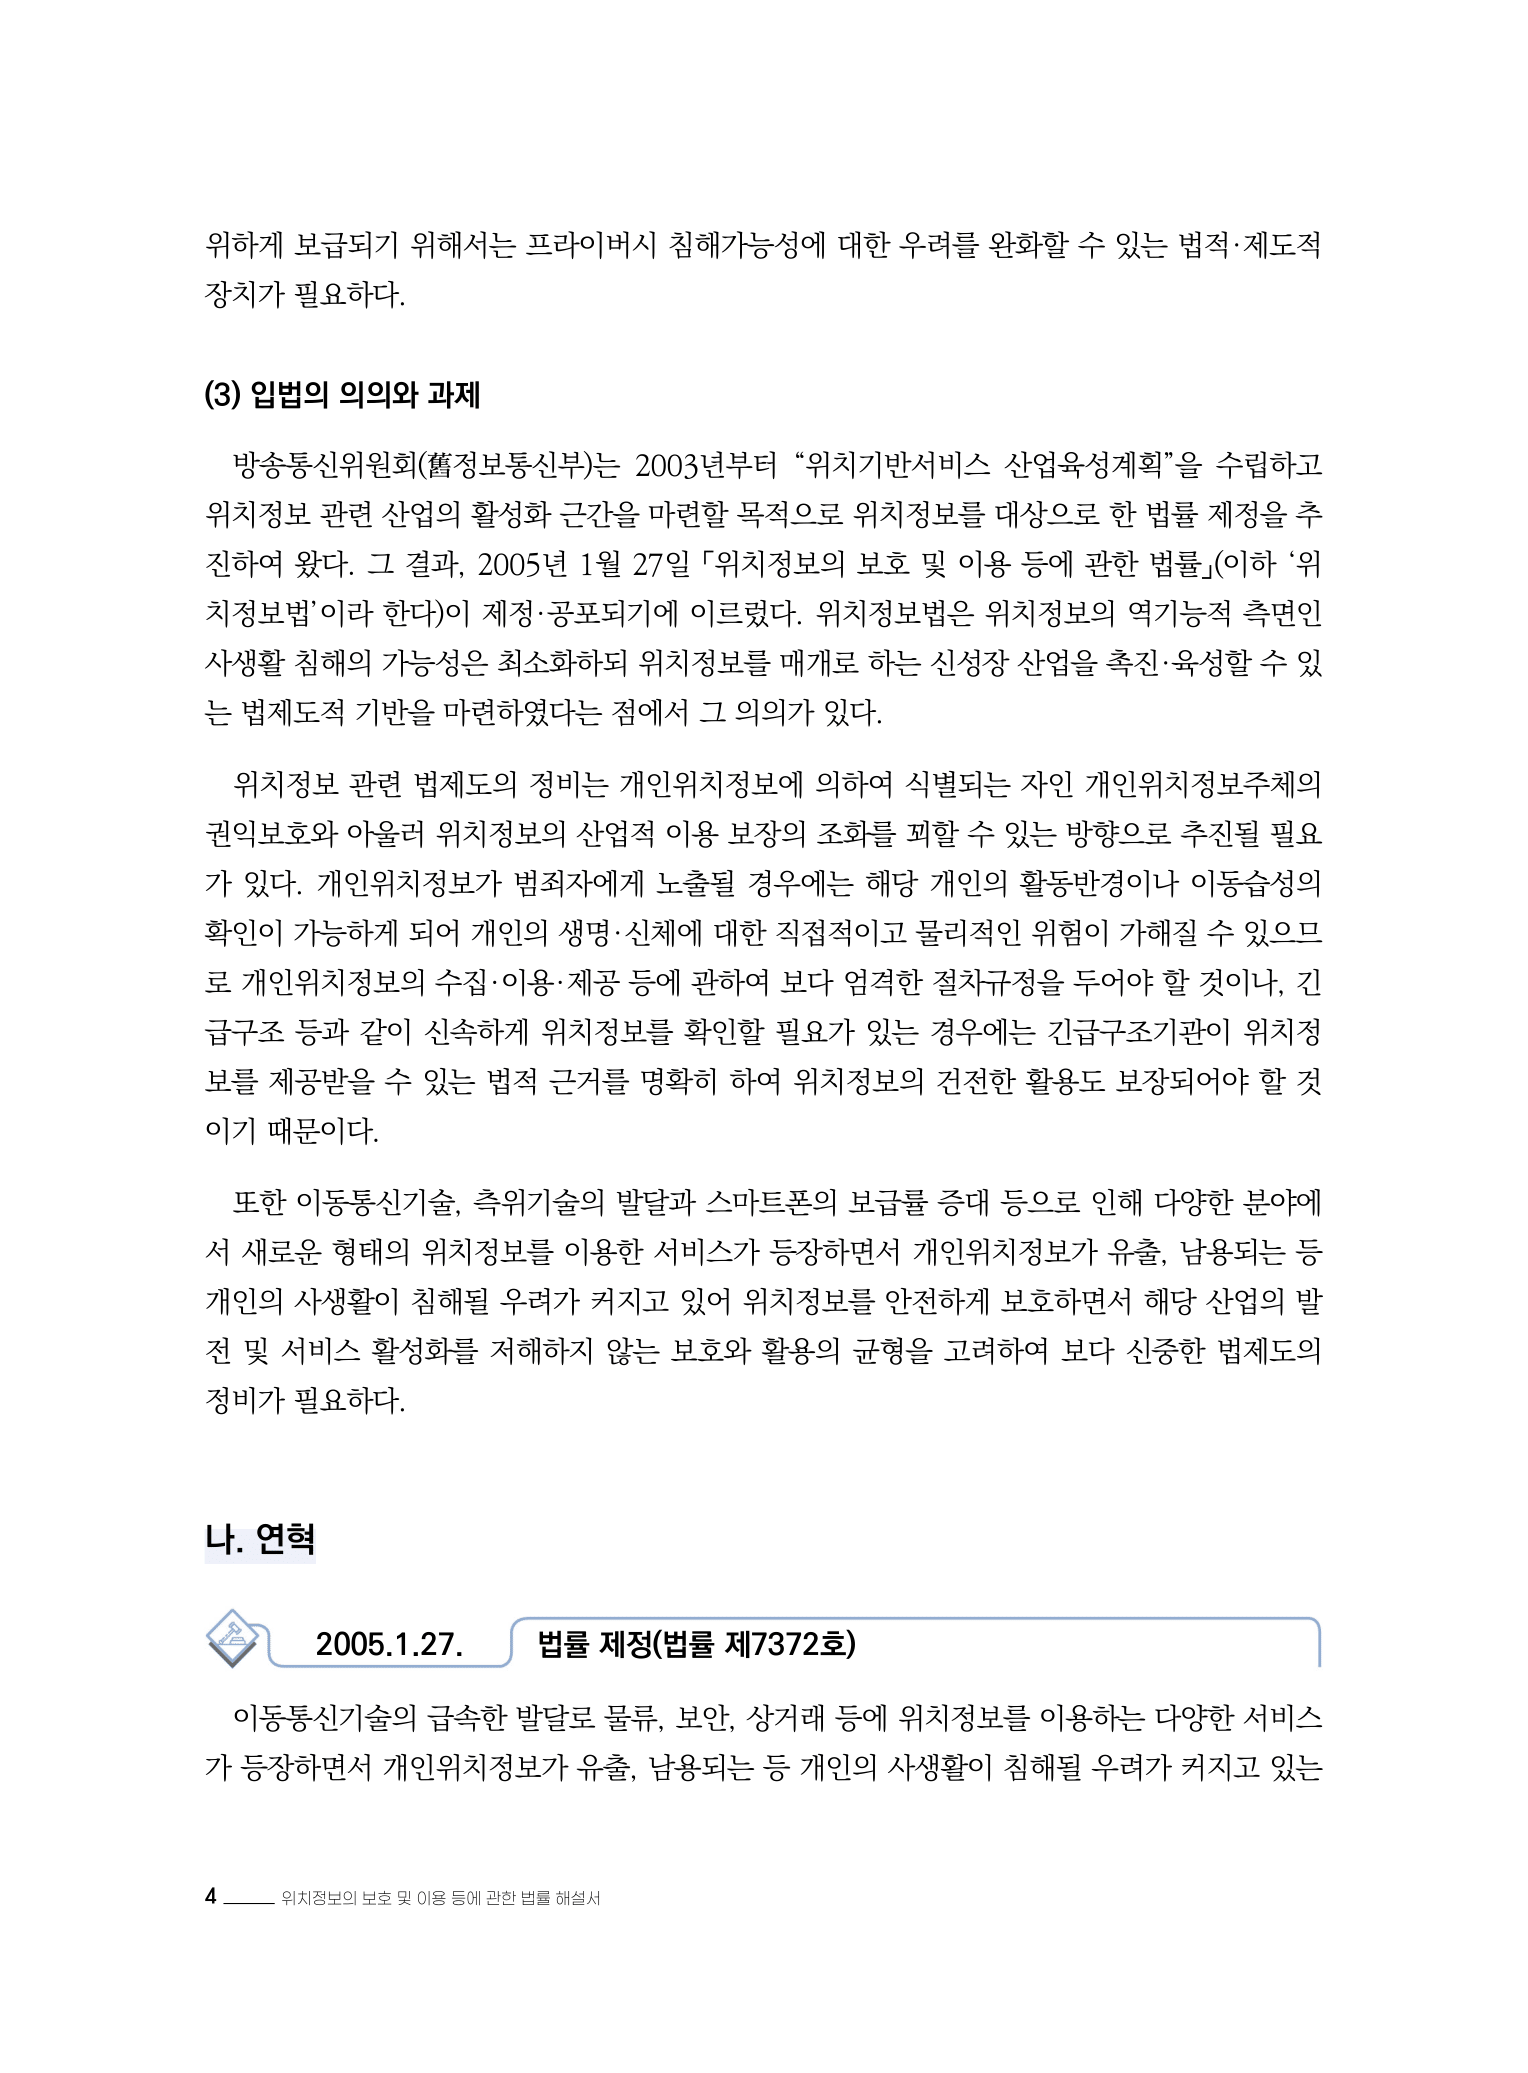 위하게 보급되기 위해서는 프라이버시 침해가능성에 대한 우려를 완화할 수 있는 법적·제도적
장치가 필요하다.
(3) 입법의 의의와 과제
방송통신위원회(舊정보통신부)는 2003년부터 “위치기반서비스 산업육성계획”을 수립하고
위치정보 관련 산업의 활성화 근간을 마련할 목적으로 위치정보를 대상으로 한 법률 제정을 추
진하여 왔다. 그 결과, 2005년 1월 27일 「위치정보의 보호 및 이용 등에 관한 법률」(이하 ‘위
치정보법’이라 한다)이 제정·공포되기에 이르렀다. 위치정보법은 위치정보의 역기능적 측면인
사생활 침해의 가능성은 최소화하되 위치정보를 매개로 하는 신성장 산업을 촉진·육성할 수 있
는 법제도적 기반을 마련하였다는 점에서 그 의의가 있다.
위치정보 관련 법제도의 정비는 개인위치정보에 의하여 식별되는 자인 개인위치정보주체의
권익보호와 아울러 위치정보의 산업적 이용 보장의 조화를 꾀할 수 있는 방향으로 추진될 필요
가 있다. 개인위치정보가 범죄자에게 노출될 경우에는 해당 개인의 활동반경이나 이동습성의
확인이 가능하게 되어 개인의 생명·신체에 대한 직접적이고 물리적인 위험이 가해질 수 있으므
로 개인위치정보의 수집·이용·제공 등에 관하여 보다 엄격한 절차규정을 두어야 할 것이나, 긴
급구조 등과 같이 신속하게 위치정보를 확인할 필요가 있는 경우에는 긴급구조기관이 위치정
보를 제공받을 수 있는 법적 근거를 명확히 하여 위치정보의 건전한 활용도 보장되어야 할 것
이기 때문이다.
또한 이동통신기술, 측위기술의 발달과 스마트폰의 보급률 증대 등으로 인해 다양한 분야에
서 새로운 형태의 위치정보를 이용한 서비스가 등장하면서 개인위치정보가 유출, 남용되는 등
개인의 사생활이 침해될 우려가 커지고 있어 위치정보를 안전하게 보호하면서 해당 산업의 발
전 및 서비스 활성화를 저해하지 않는 보호와 활용의 균형을 고려하여 보다 신중한 법제도의
정비가 필요하다.
나. 연혁
2005.1.27. 법률 제정(법률 제7372호)
이동통신기술의 급속한 발달로 물류, 보안, 상거래 등에 위치정보를 이용하는 다양한 서비스
가 등장하면서 개인위치정보가 유출, 남용되는 등 개인의 사생활이 침해될 우려가 커지고 있는
4 위치정보의 보호 및 이용 등에 관한 법률 해설서